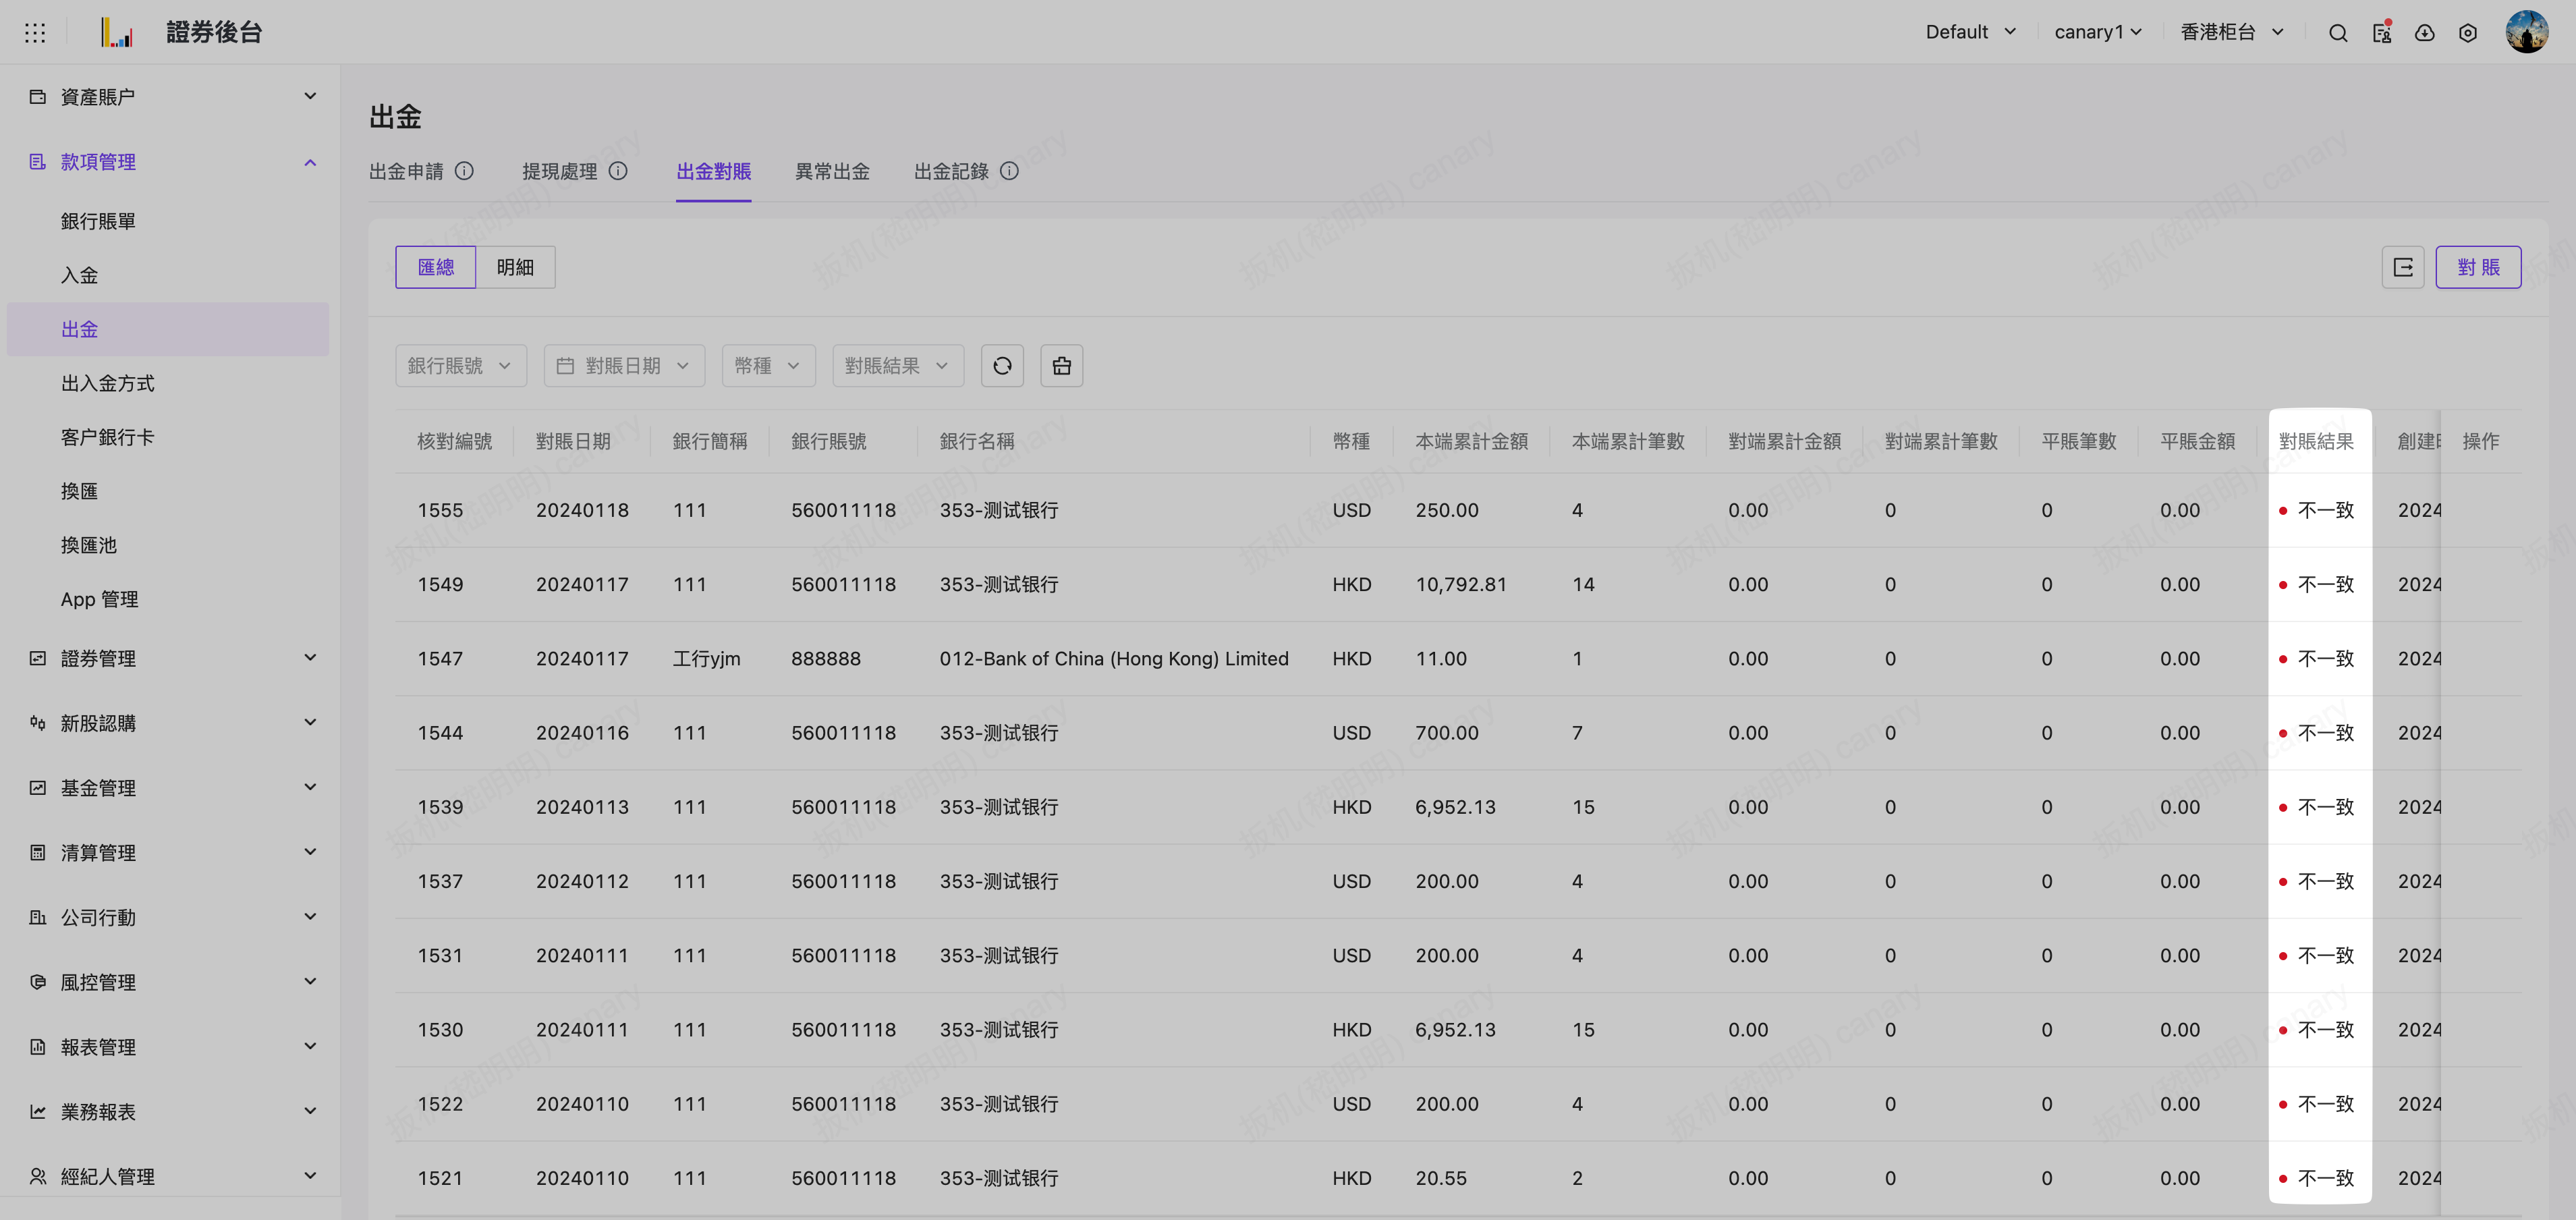 證券後台
Default canary1 香港柜台
資產賬户
款項管理
銀行賬單
入金
出金
出入金方式
客户銀行卡
換匯
換匯池
App 管理
證券管理
新股認購
基金管理
清算管理
公司行動
風控管理
報表管理
業務報表
經紀人管理
出金
出金申請 提現處理 出金對賬 異常出金 出金記錄
匯總 明細 對賬
銀行賬號 對賬日期 幣種 對賬結果
核對編號 對賬日期 銀行簡稱 銀行賬號 銀行名稱 幣種 本端累計金額 本端累計筆數 對端累計金額 對端累計筆數 平賬筆數 平賬金額 對賬結果 創建 操作
1555 20240118 111 560011118 353-测试银行 USD 250.00 4 0.00 0 0 0.00 不一致 2024
1549 20240117 111 560011118 353-测试银行 HKD 10,792.81 14 0.00 0 0 0.00 不一致 2024
1547 20240117 工行yjm 888888 012-Bank of China (Hong Kong) Limited HKD 11.00 1 0.00 0 0 0.00 不一致 2024
1544 20240116 111 560011118 353-测试银行 USD 700.00 7 0.00 0 0 0.00 不一致 2024
1539 20240113 111 560011118 353-测试银行 HKD 6,952.13 15 0.00 0 0 0.00 不一致 2024
1537 20240112 111 560011118 353-测试银行 USD 200.00 4 0.00 0 0 0.00 不一致 2024
1531 20240111 111 560011118 353-测试银行 USD 200.00 4 0.00 0 0 0.00 不一致 2024
1530 20240111 111 560011118 353-测试银行 HKD 6,952.13 15 0.00 0 0 0.00 不一致 2024
1522 20240110 111 560011118 353-测试银行 USD 200.00 4 0.00 0 0 0.00 不一致 2024
1521 20240110 111 560011118 353-测试银行 HKD 20.55 2 0.00 0 0 0.00 不一致 2024